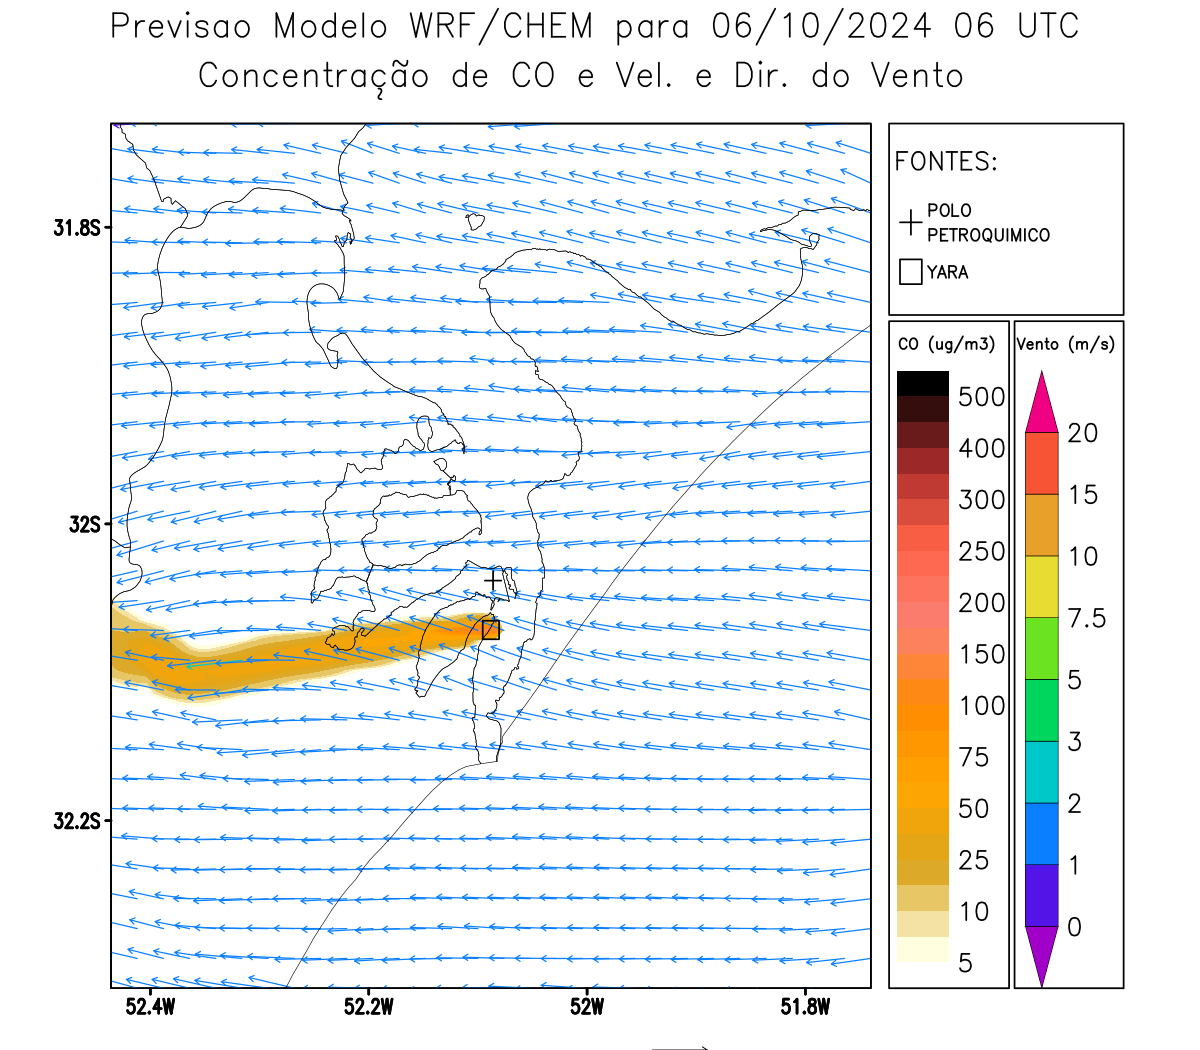 Previsao Modelo WRF/CHEM para 06/10/2024 06 UTC
Concentração de CO e Vel. e Dir. do Vento
FONTES:
POLO
PETROQUIMICO
YARA
31.8S
32S
32.2S
52.4W
52.2W
52W
51.8W
CO (ug/m3)
500
400
300
250
200
150
100
75
50
25
10
5
Vento (m/s)
20
15
10
7.5
5
3
2
1
0